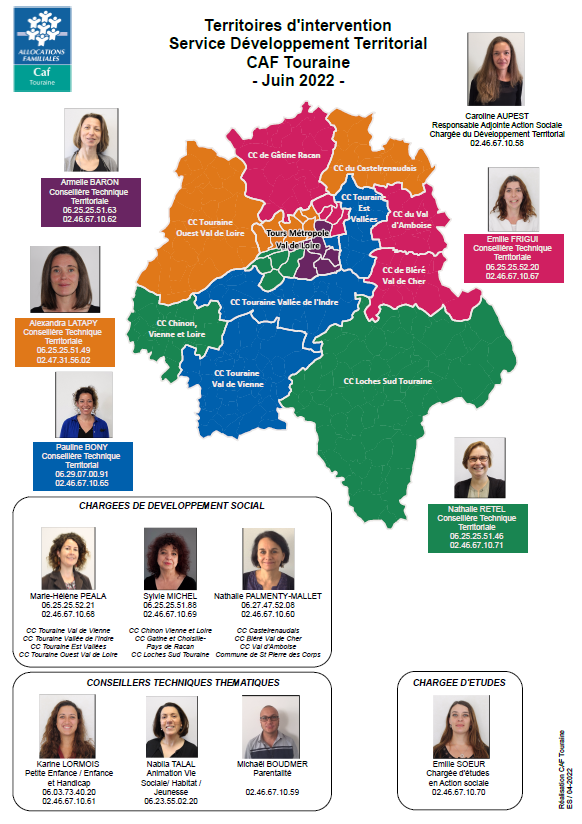 Territoires d'intervention
Service Développement Territorial
CAF Touraine
- Juin 2022 -
ALLOCATIONS
FAMILIALES
Caf
Touraine
Caroline AUPEST
Responsable Adjointe Action Sociale
Chargée du Développement Territorial
02.46.67.10.58
Armelle BARON
Conseillère Technique
Territoriale
06.25.25.51.63
02.46.67.10.62
Emilie FRIGUI
Conseillère Technique
Territoriale
06.25.25.52.20
02.46.67.10.67
Alexandra LATAPY
Conseillère Technique
Territoriale
06.25.25.51.49
02.47.31.56.02
Pauline BONY
Conseillère Technique
Territorial
06.29.07.00.91
02.46.67.10.65
Nathalie RETEL
Conseillère Technique
Territoriale
06.25.25.51.46
02.46.67.10.71
CC de Gâtine Racan
CC du Castelrenaudais
CC Touraine
Est
Vallées
CC Touraine
Ouest Val de Loire
CC du Val
d'Amboise
Tours Métropole
Val de Loire
CC de Bléré
Val de Cher
CC Touraine Vallée de l'Indre
CC Chinon,
Vienne et Loire
CC Touraine
Val de Vienne
CC Loches Sud Touraine
CHARGEES DE DEVELOPPEMENT SOCIAL
Marie-Hélène PEALA
06.25.25.52.21
02.46.67.10.68
CC Touraine Val de Vienne
CC Touraine Vallée de l'Indre
CC Touraine Est Vallées
CC Touraine Ouest Val de Loire
Sylvie MICHEL
06.25.25.51.88
02.46.67.10.69
CC Chinon Vienne et Loire
CC Gatine et Choisille-
Pays de Racan
CC Loches Sud Touraine
Nathalie PALMENTY-MALLET
06.27.47.52.08
02.46.67.10.60
CC Castelrenaudais
CC Bléré Val de Cher
CC Val d'Amboise
Commune de St Pierre des Corps
CONSEILLERS TECHNIQUES THEMATIQUES
Karine LORMOIS
Petite Enfance / Enfance
et Handicap
06.03.73.40.20
02.46.67.10.61
Nabila TALAL
Animation Vie
Sociale/ Habitat /
Jeunesse
06.23.55.02.20
Michaël BOUDMER
Parentalité
02.46.67.10.59
CHARGEE D'ETUDES
Emilie SOEUR
Chargée d'études
en Action sociale
02.46.67.10.70
Réalisation CAF Touraine
ES / 04-2022